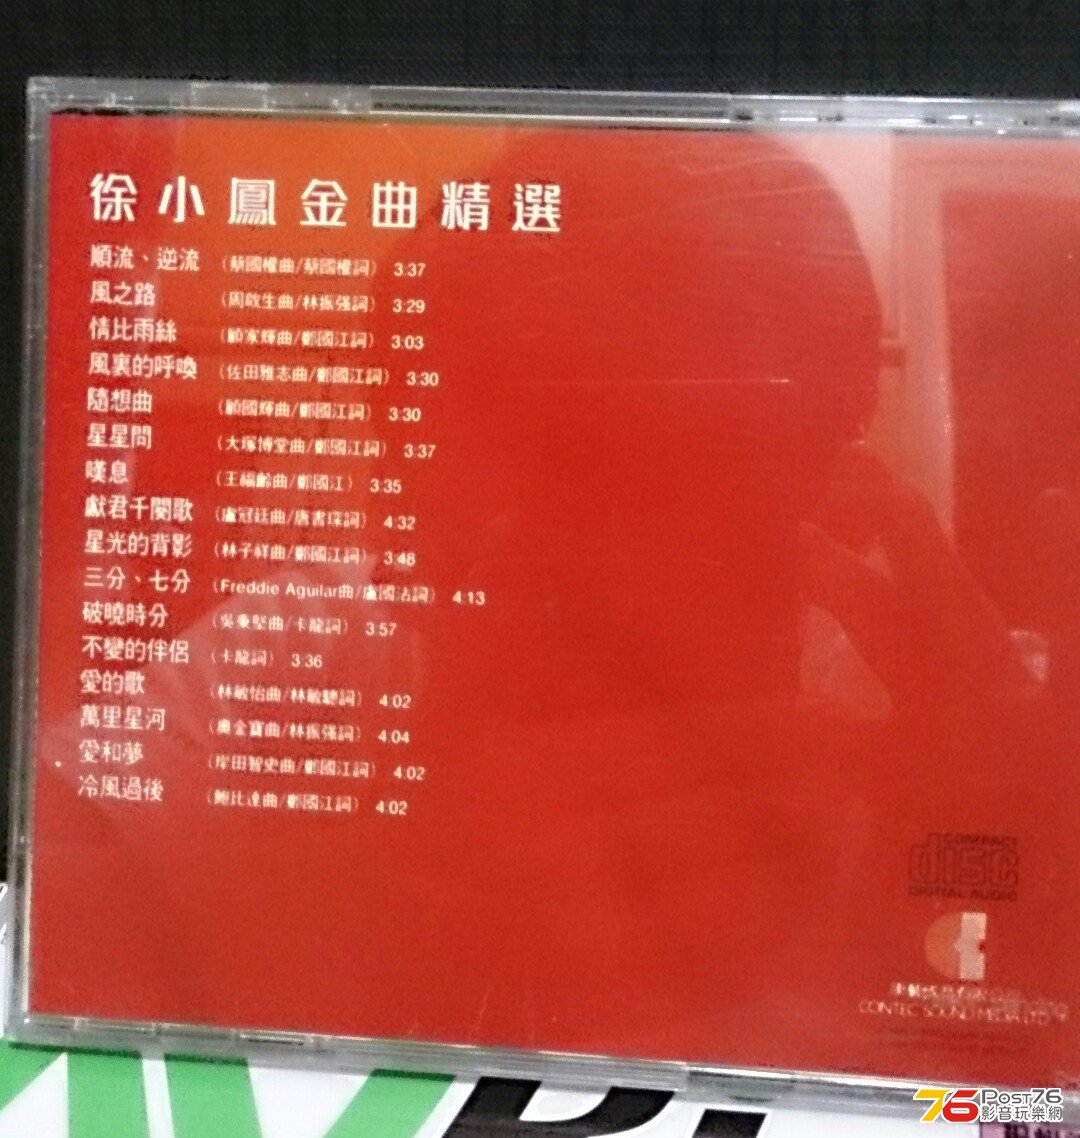 徐小鳳金曲精選
順流、逆流 (蔡國權曲/蔡國權詞) 3:37
風之路 (周啟生曲/林振强詞) 3:29
情比雨絲 (顧家輝曲/鄭國江詞) 3:03
風裏的呼喚 (佐田雅志曲/鄭國江詞) 3:30
隨想曲 (顧國輝曲/鄭國江詞) 3:30
星星問 (大塚博堂曲/鄭國江詞) 3:37
嘆息 (王福齡曲/鄭國江) 3:35
獻君千闋歌 (盧冠廷曲/唐書琛詞) 4:32
星光的背影 (林子祥曲/鄭國江詞) 3:48
三分、七分 (Freddie Aguilar曲/盧國沾詞) 4:13
破曉時分 (吳秉堅曲/卡龍詞) 3:57
不變的伴侶 (卡龍詞) 3:36
愛的歌 (林敏怡曲/林敏驄詞) 4:02
萬里星河 (奧金寶曲/林振强詞) 4:04
愛和夢 (岸田智史曲/鄭國江詞) 4:02
冷風過後 (鮑比達曲/鄭國江詞) 4:02
COMPACT
disc
DIGITAL AUDIO
CONTEC SOUND MEDIA LTD
76 POST76
影音玩樂網